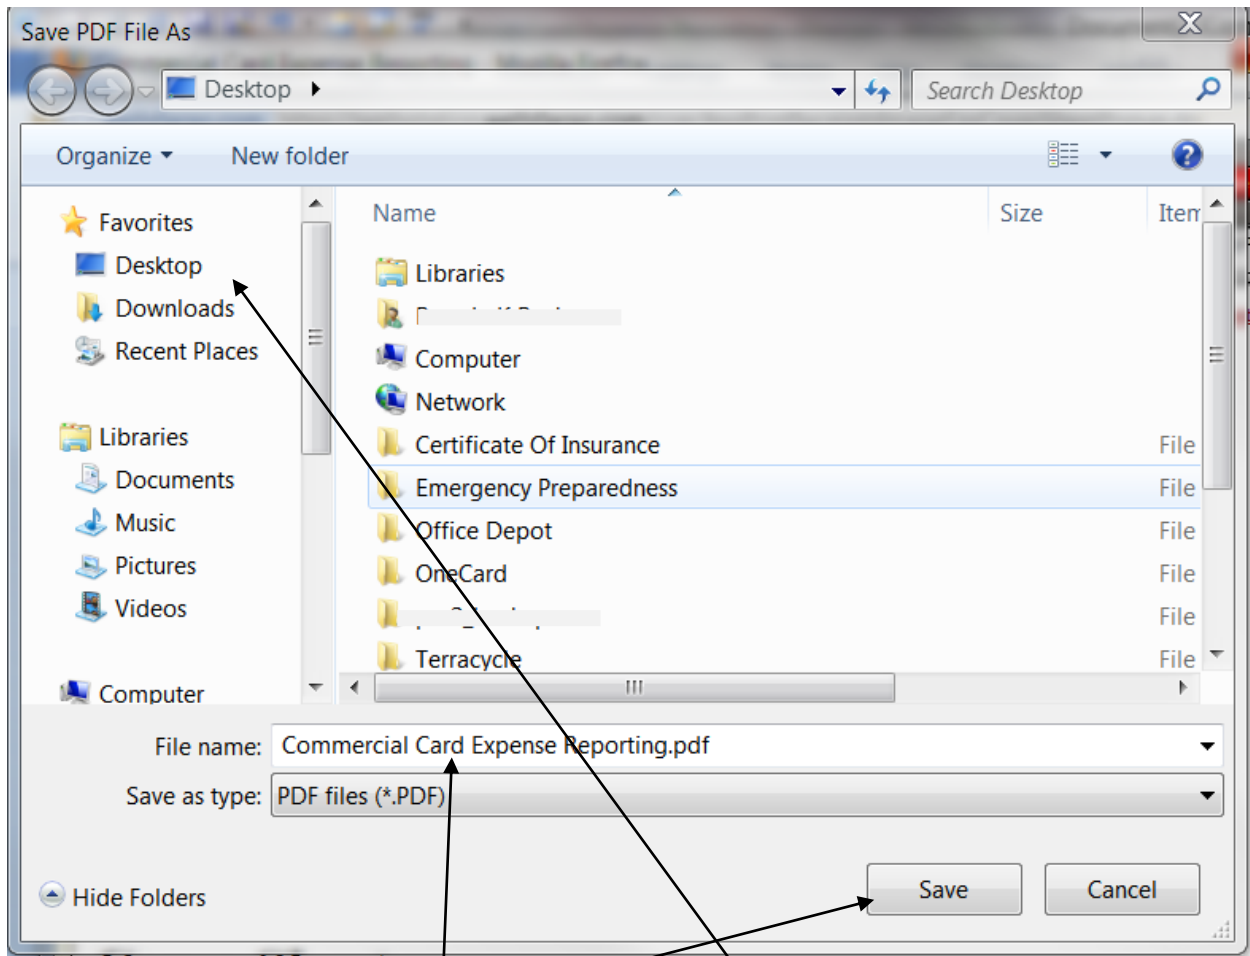 Save PDF File As
Desktop
Search Desktop
Organize New folder
Favorites
Desktop
Downloads
Recent Places
Libraries
Documents
Music
Pictures
Videos
Computer
Name Size Item
Libraries
Computer
Network
Certificate Of Insurance File
Emergency Preparedness File
Office Depot File
OneCard File
File
Terracycle File
File name: Commercial Card Expense Reporting.pdf
Save as type: PDF files (*.PDF)
Hide Folders Save Cancel